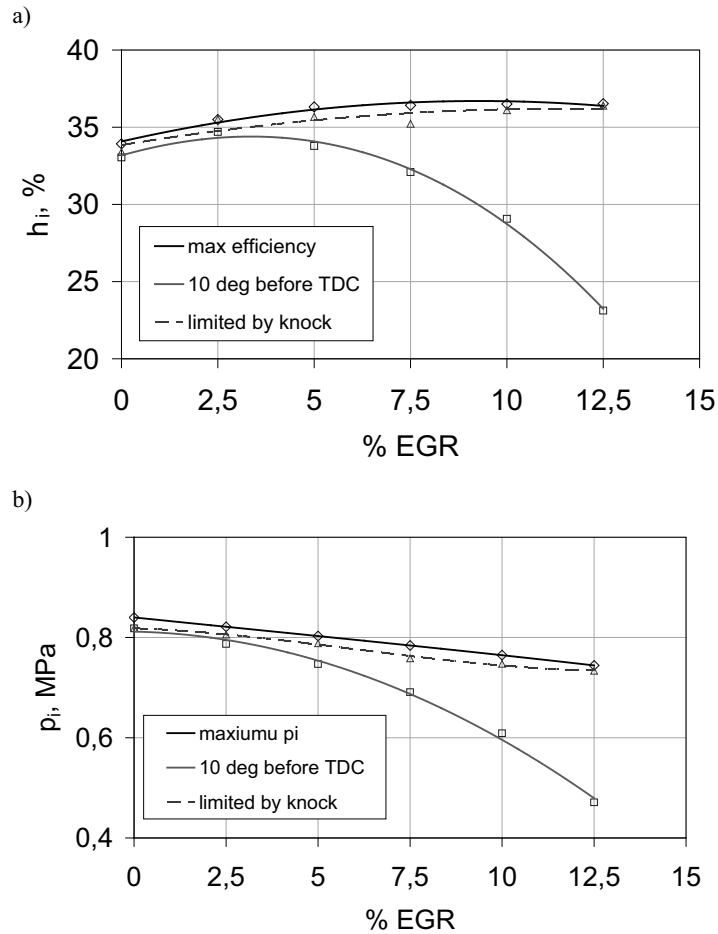 a)
40
35
30
25
20
h i, %
max efficiency
10 deg before TDC
limited by knock
0 2,5 5 7,5 10 12,5 15
% EGR
b)
1
0,8
0,6
0,4
pi, MPa
maxiumu pi
10 deg before TDC
limited by knock
0 2,5 5 7,5 10 12,5 15
% EGR